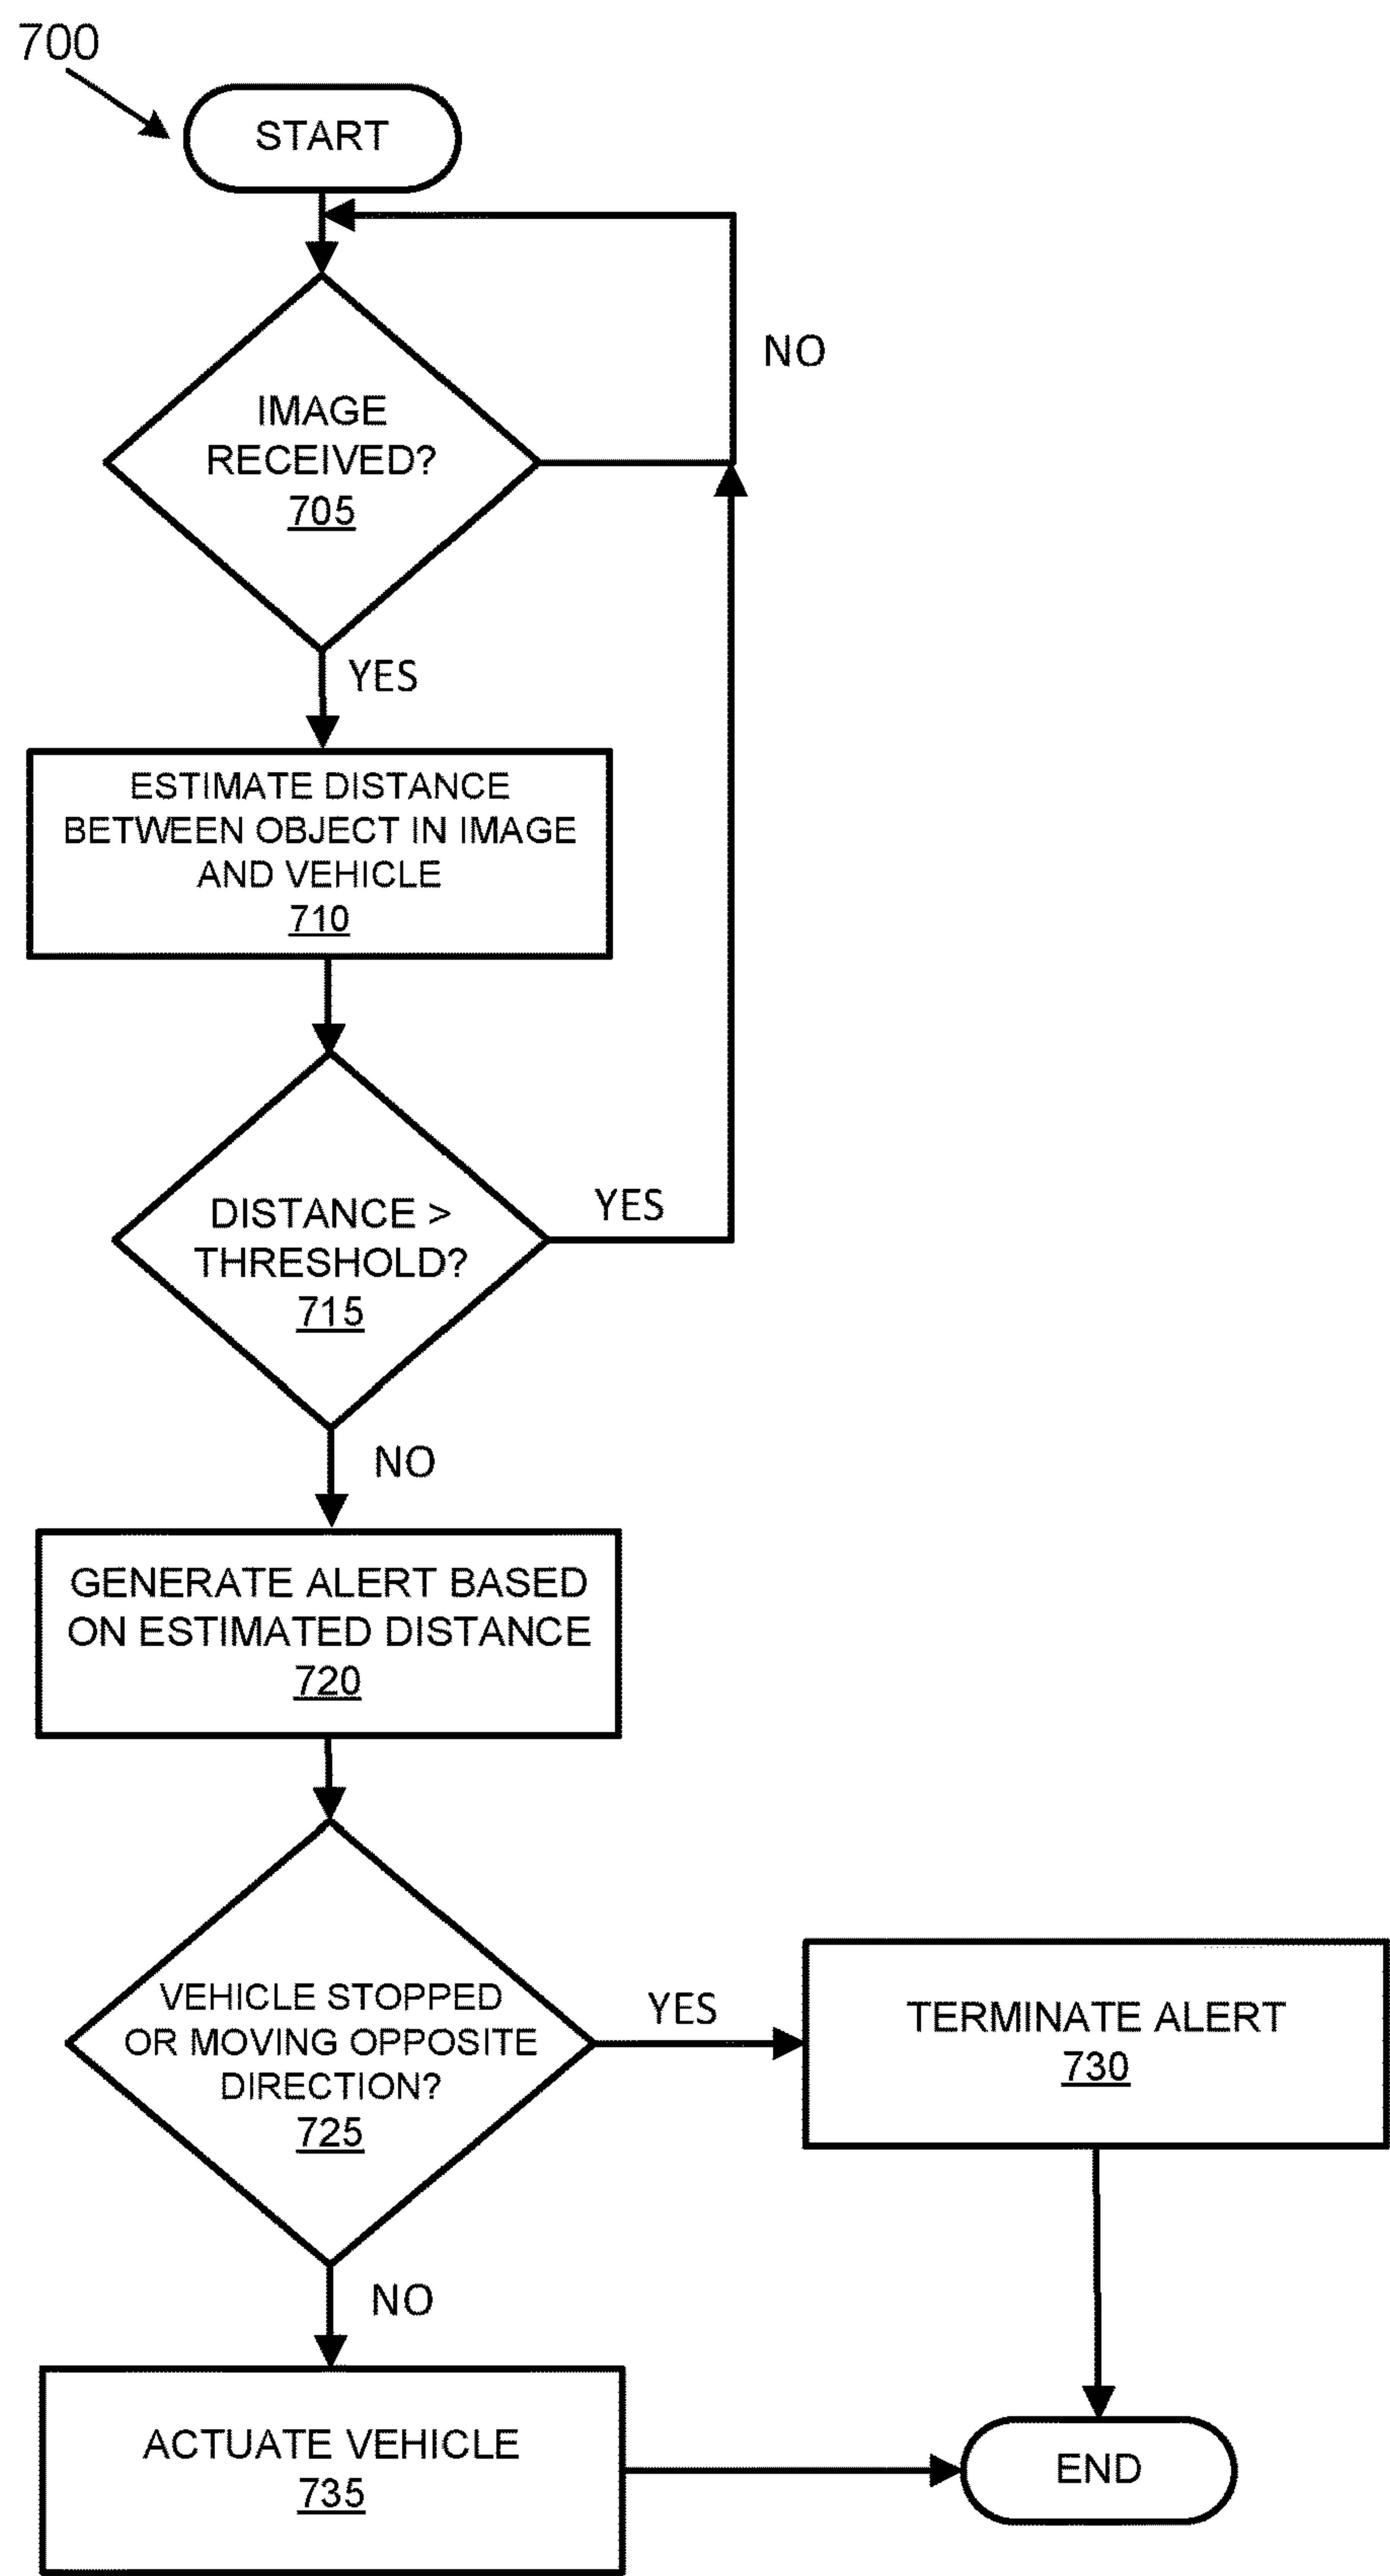 700
START
NO
IMAGE
RECEIVED?
705
YES
ESTIMATE DISTANCE
BETWEEN OBJECT IN IMAGE
AND VEHICLE
710
DISTANCE >
THRESHOLD?
715
YES
NO
GENERATE ALERT BASED
ON ESTIMATED DISTANCE
720
VEHICLE STOPPED
OR MOVING OPPOSITE
DIRECTION?
725
YES
TERMINATE ALERT
730
NO
ACTUATE VEHICLE
735
END